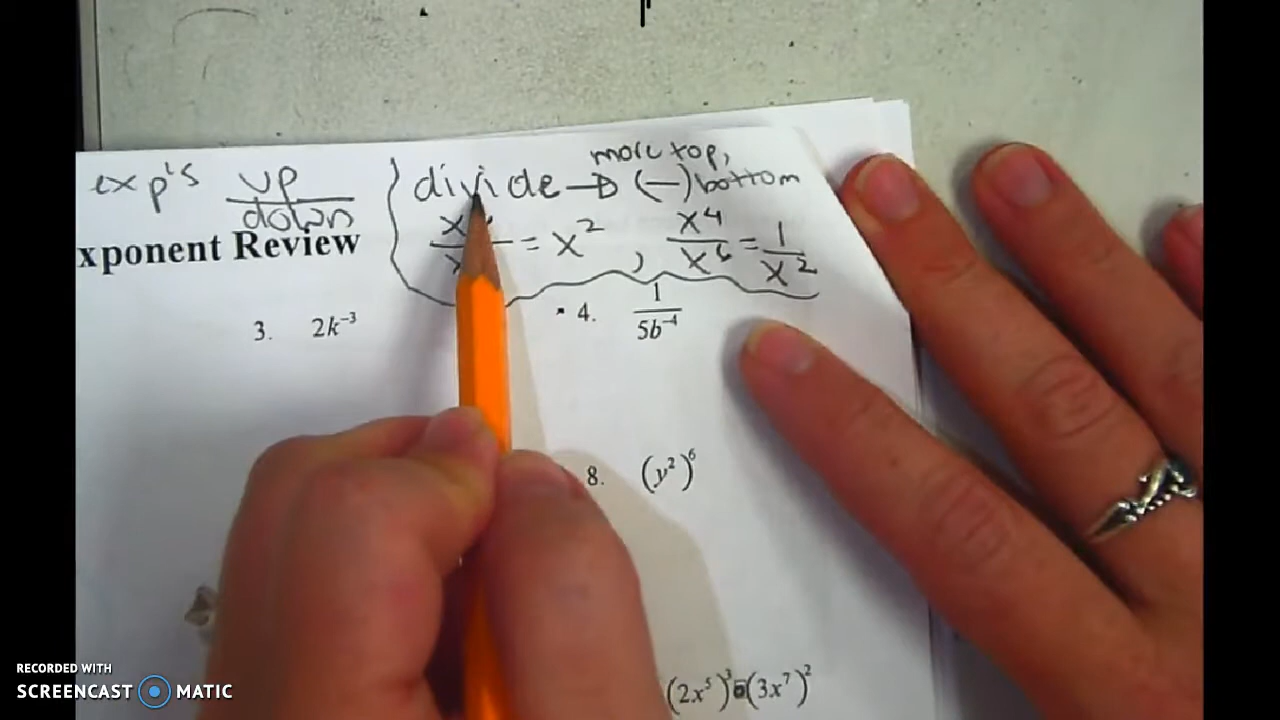 more top,
exp's up divide → (—) bottom
down
x = x², x⁴/x⁶ = 1/x²
xponent Review
3. 2k⁻³
4. 1/5b⁻⁴
8. (y²)⁶
(2x⁵)³•(3x⁷)²
RECORDED WITH
SCREENCAST MATIC